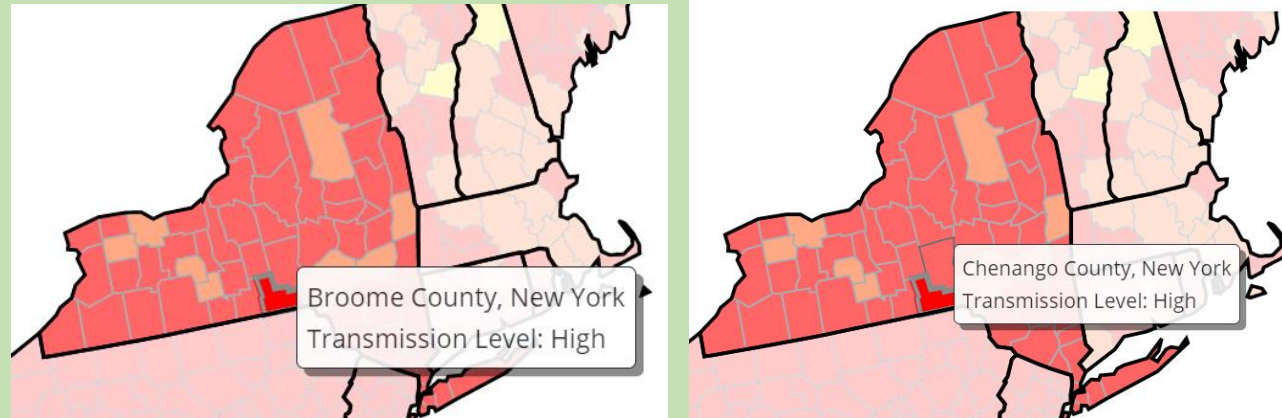 Broome County, New York
Transmission Level: High
Chenango County, New York
Transmission Level: High